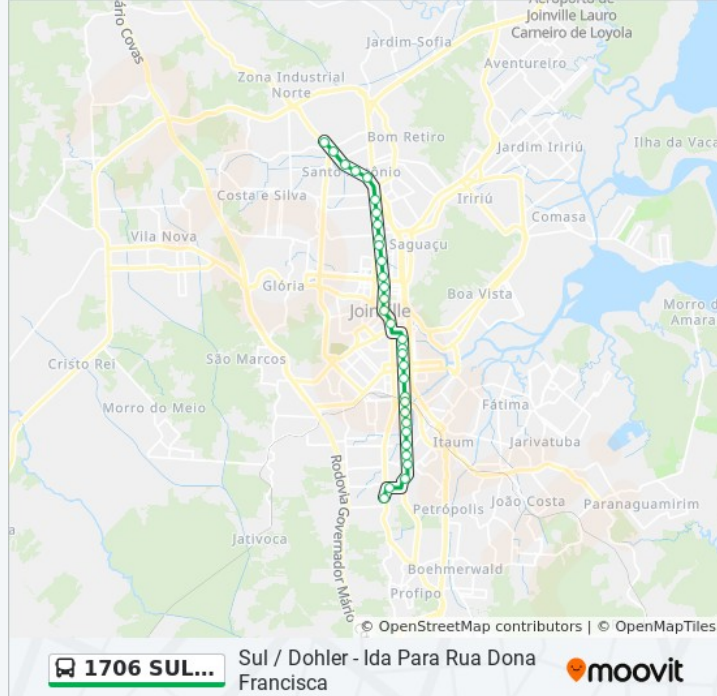 ário Covas
Aeroporto de
Joinville Lauro
Carneiro de Loyola
Jardim Sofia
Aventureiro
Zona Industrial
Norte
Bom Retiro
Jardim Iririú
Ilha da Vaca
Santo Antônio
Costa e Silva
Iririú
Comasa
Vila Nova
Saguaçu
Glória
Boa Vista
Joinville
Morro d
Amara
São Marcos
Cristo Rei
Morro do Meio
Fátima
Itaum
Jarivatuba
Rodovia Governador Mário
João Costa
Paranaguamirim
a
Petrópolis
Jativoca
Boehmerwald
Profipo
© OpenStreetMap contributors | © OpenMapTiles
1706 SUL...
Sul / Dohler - Ida Para Rua Dona
Francisca
moovit